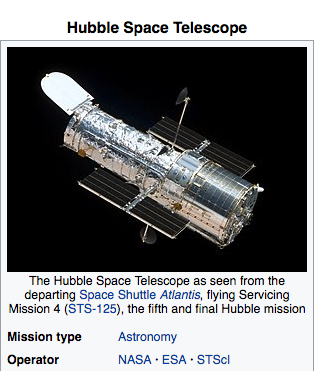 Hubble Space Telescope
The Hubble Space Telescope as seen from the
departing Space Shuttle Atlantis, flying Servicing
Mission 4 (STS-125), the fifth and final Hubble mission
Mission type Astronomy
Operator NASA · ESA · STScI